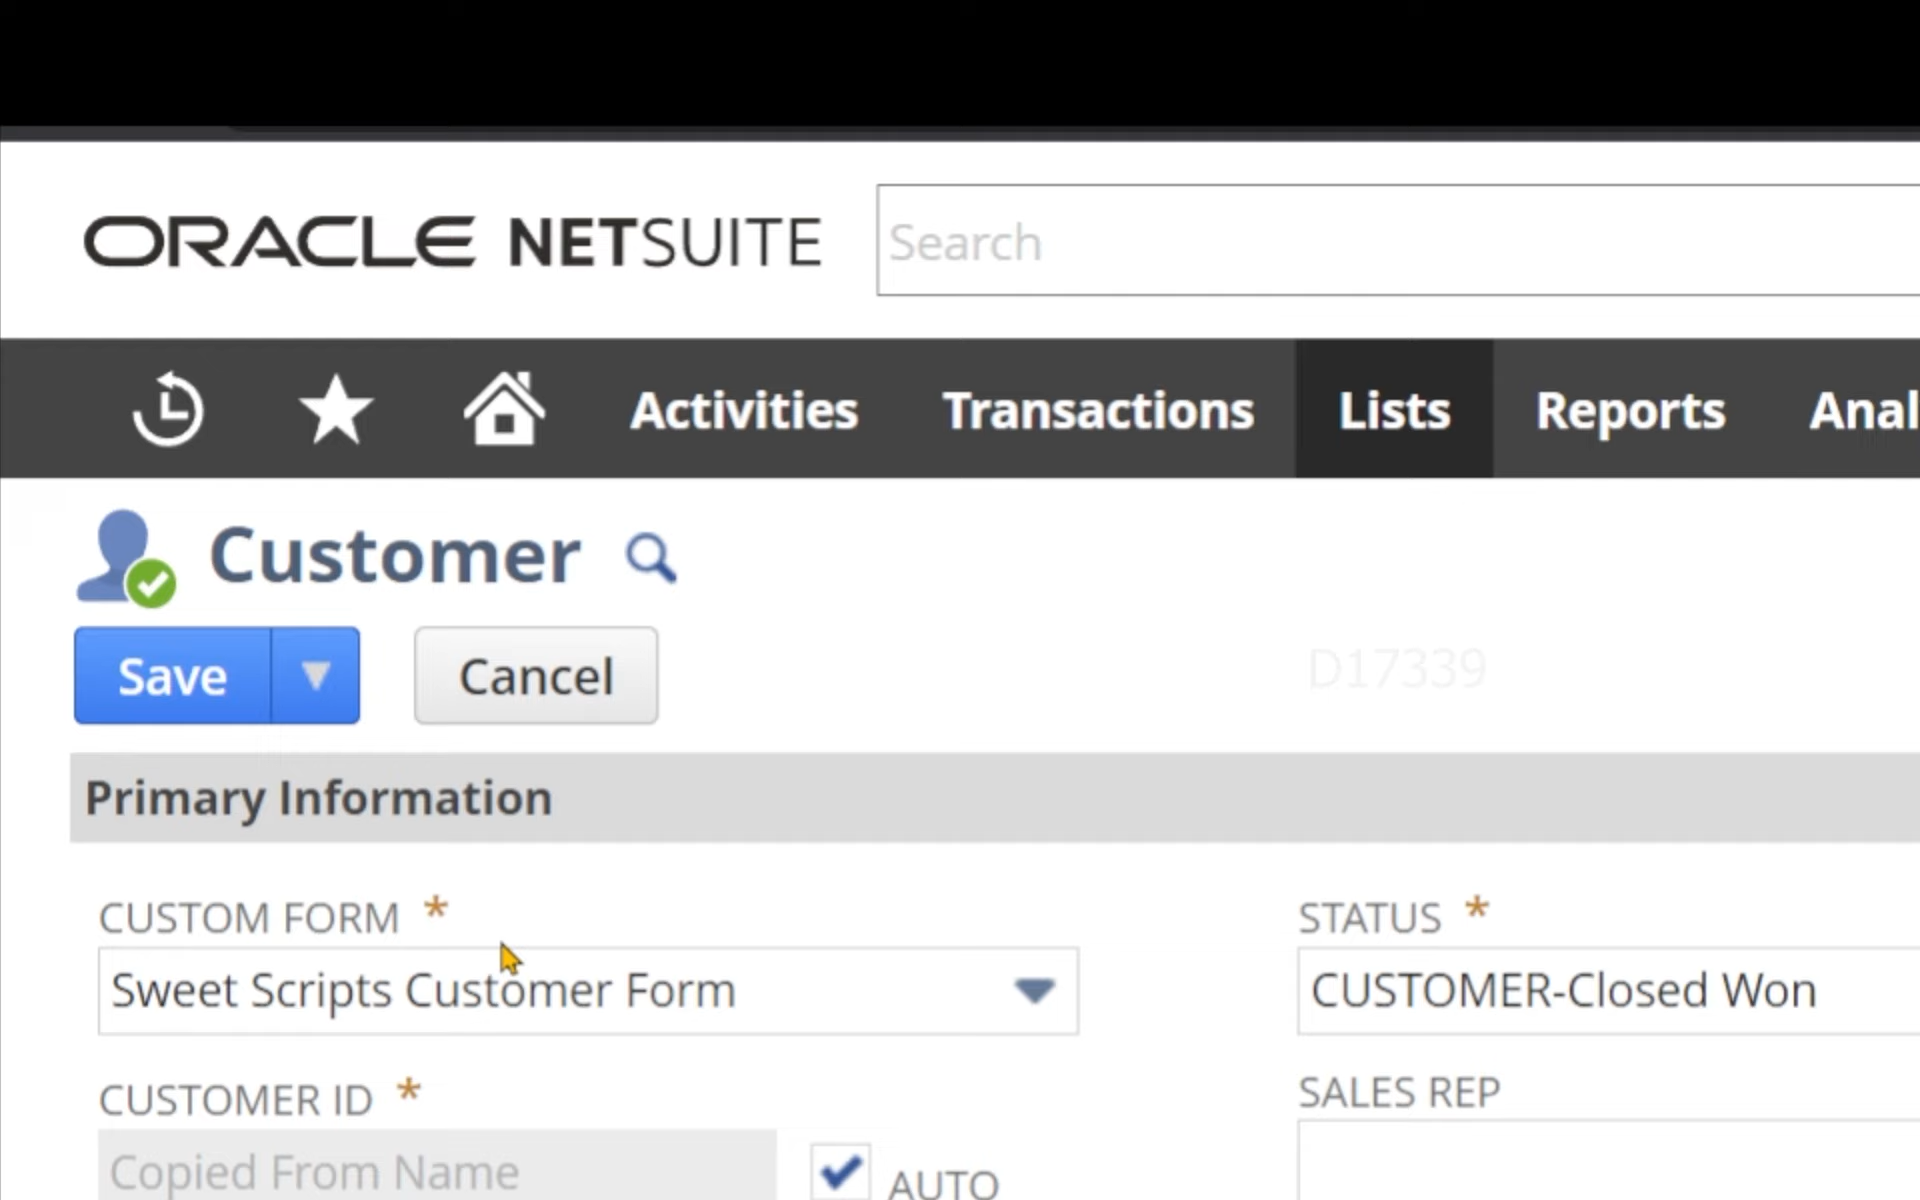 ORACLE NETSUITE
Search
Activities Transactions Lists Reports Anal
Customer
Save Cancel
D17339
Primary Information
CUSTOM FORM *
Sweet Scripts Customer Form
STATUS *
CUSTOMER-Closed Won
CUSTOMER ID *
Copied From Name
AUTO
SALES REP